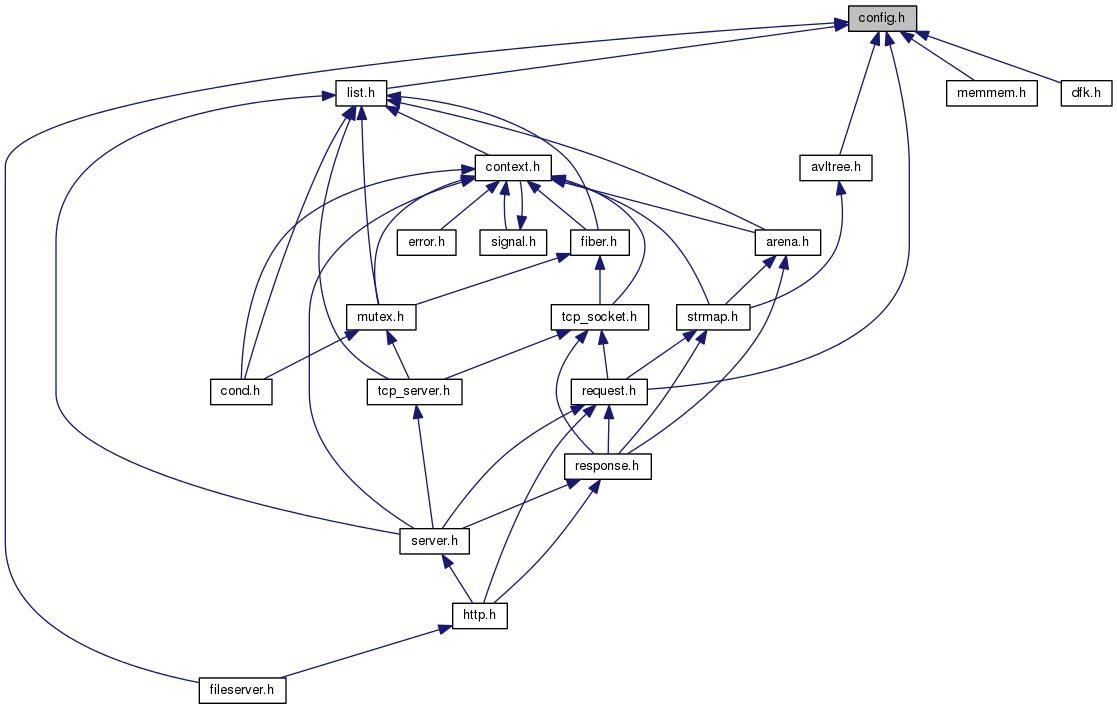 config.h
list.h
memmem.h
dfk.h
context.h
avltree.h
error.h
signal.h
fiber.h
arena.h
mutex.h
tcp_socket.h
strmap.h
cond.h
tcp_server.h
request.h
response.h
server.h
http.h
fileserver.h